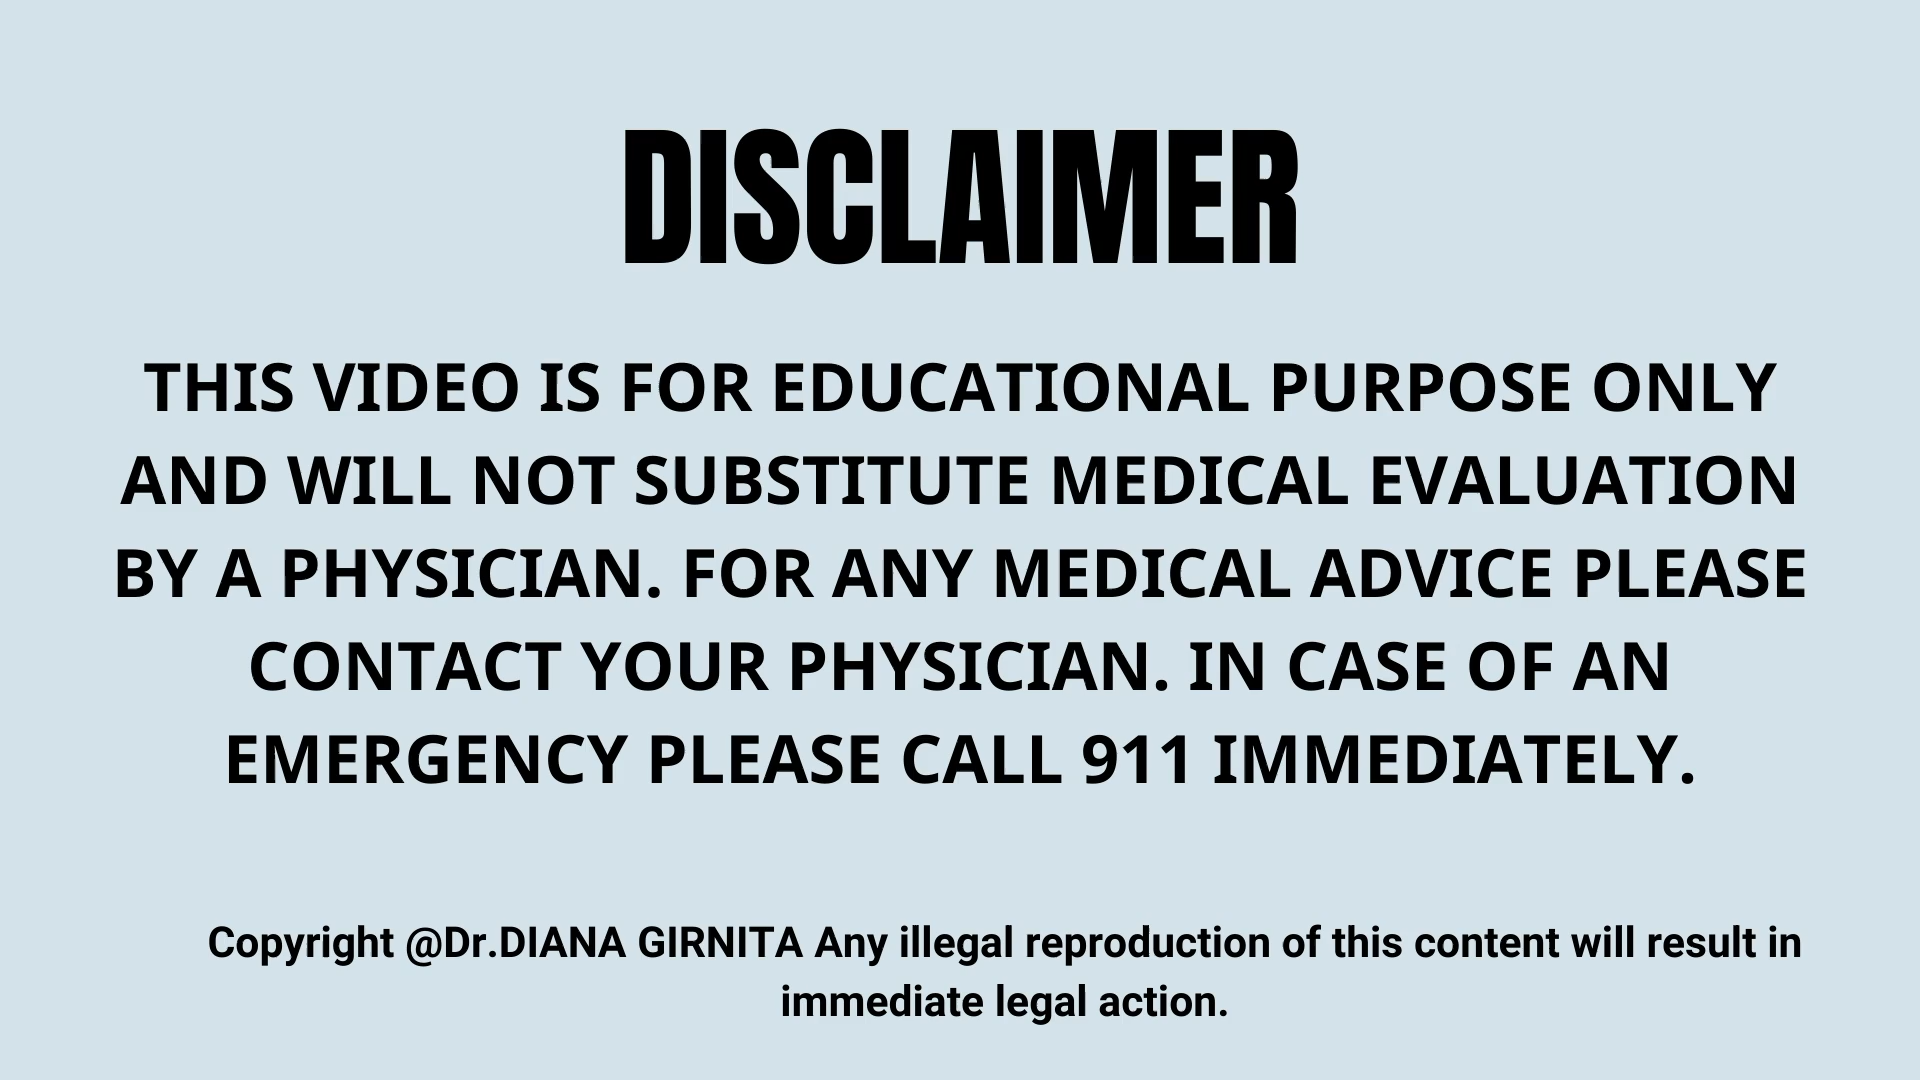 DISCLAIMER
THIS VIDEO IS FOR EDUCATIONAL PURPOSE ONLY
AND WILL NOT SUBSTITUTE MEDICAL EVALUATION
BY A PHYSICIAN. FOR ANY MEDICAL ADVICE PLEASE
CONTACT YOUR PHYSICIAN. IN CASE OF AN
EMERGENCY PLEASE CALL 911 IMMEDIATELY.
Copyright @Dr.DIANA GIRNITA Any illegal reproduction of this content will result in
immediate legal action.